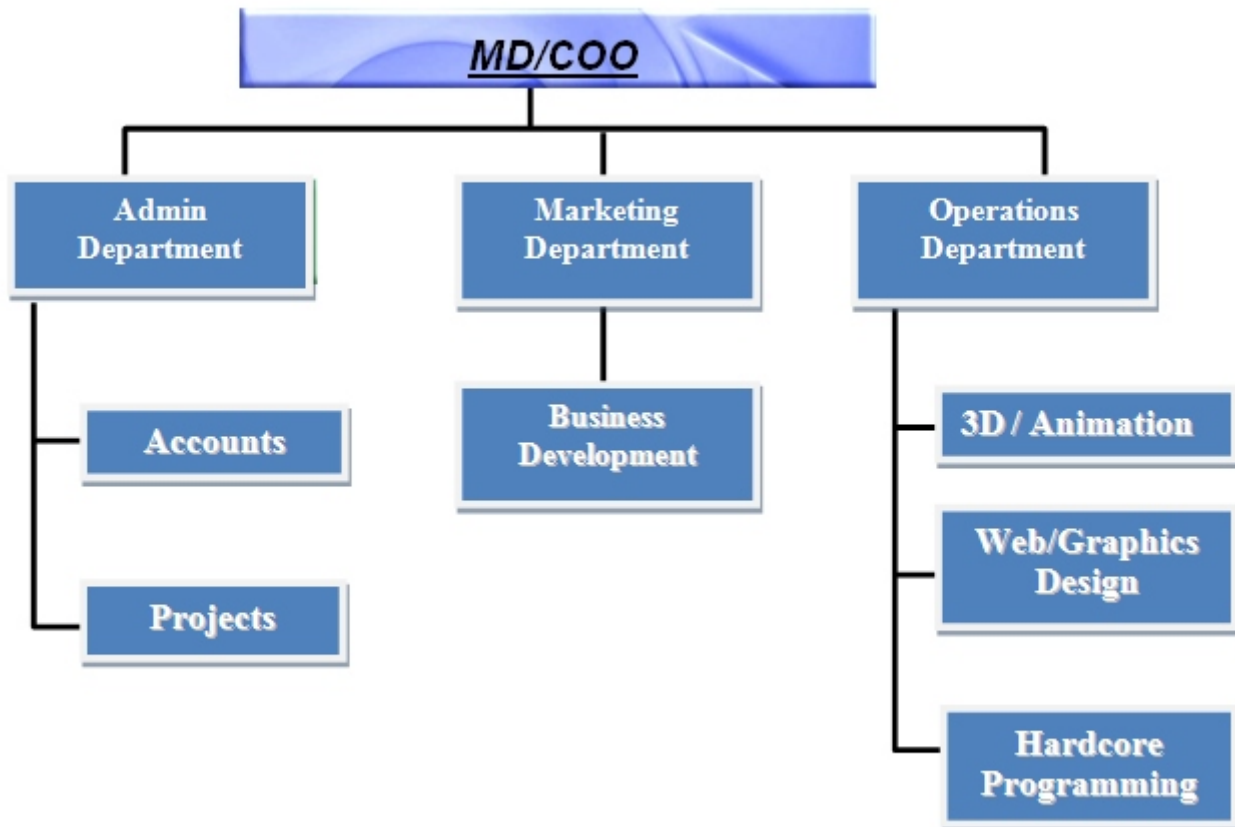 MD/COO
Admin
Department
Marketing
Department
Operations
Department
Accounts
Projects
Business
Development
3D / Animation
Web/Graphics
Design
Hardcore
Programming